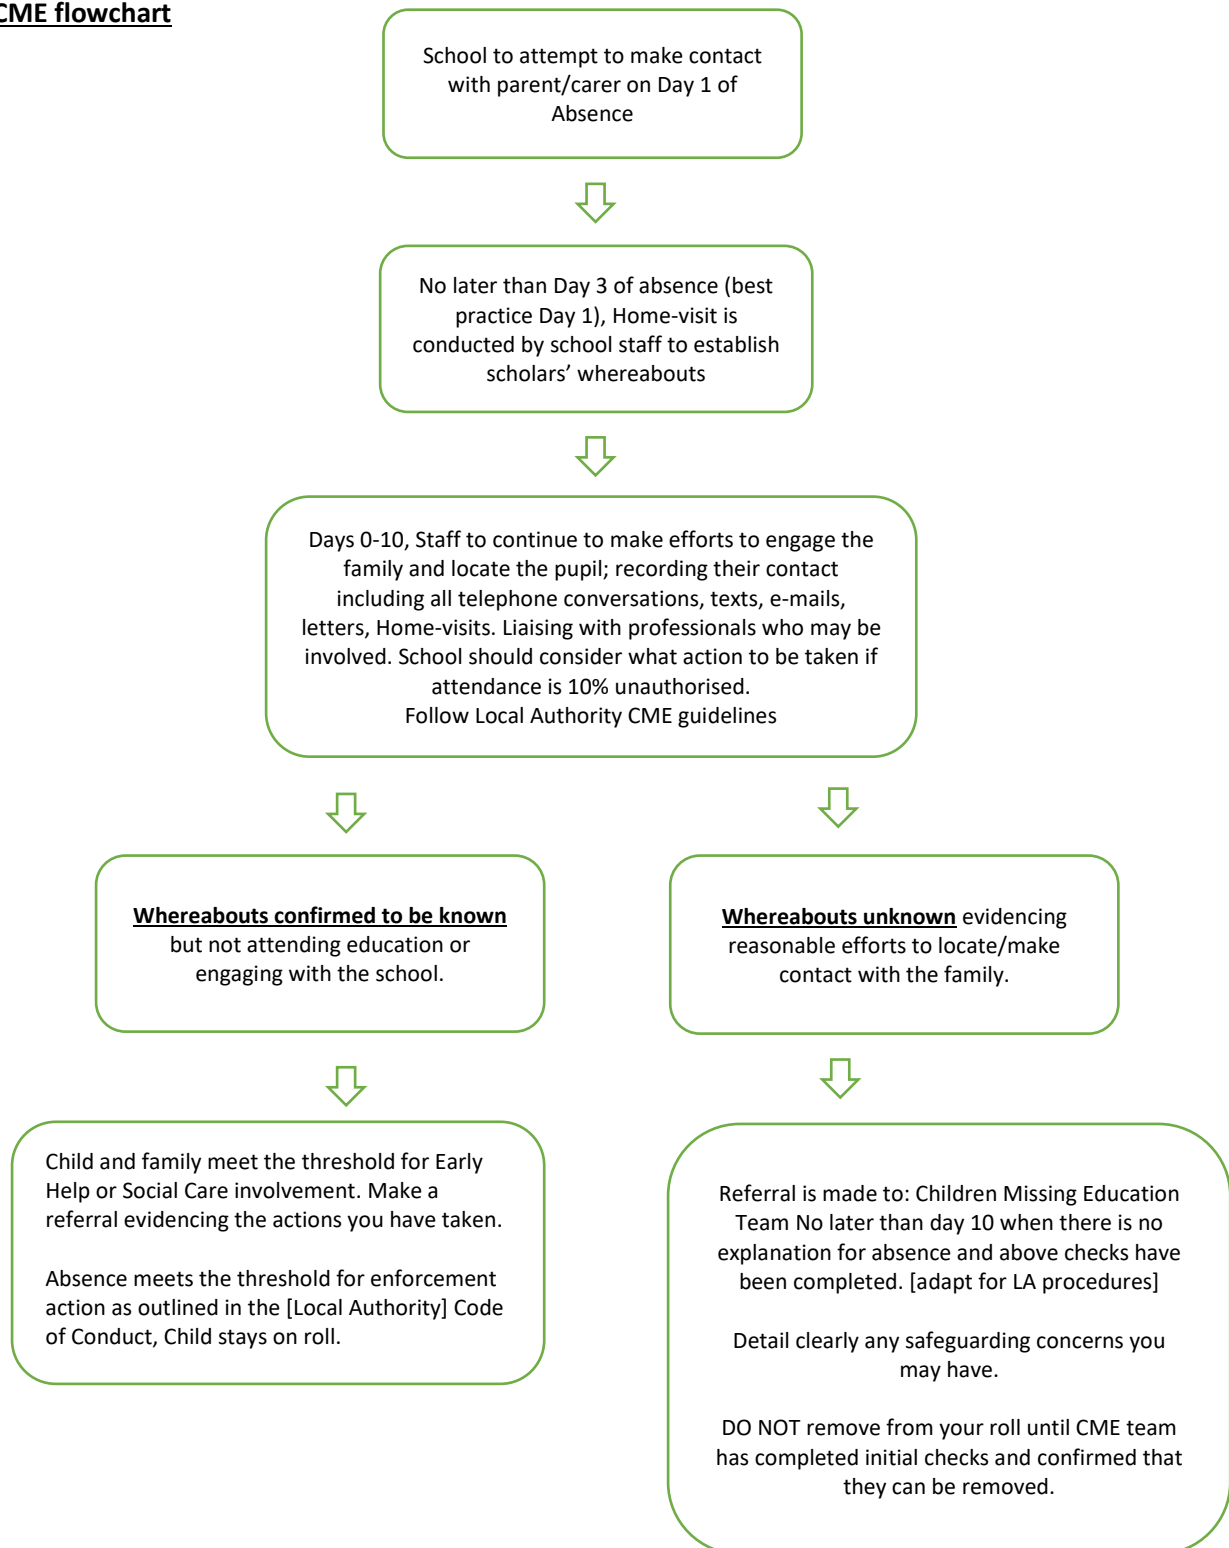 CME flowchart
School to attempt to make contact
with parent/carer on Day 1 of
Absence
No later than Day 3 of absence (best
practice Day 1), Home-visit is
conducted by school staff to establish
scholars’ whereabouts
Days 0-10, Staff to continue to make efforts to engage the
family and locate the pupil; recording their contact
including all telephone conversations, texts, e-mails,
letters, Home-visits. Liaising with professionals who may be
involved. School should consider what action to be taken if
attendance is 10% unauthorised.
Follow Local Authority CME guidelines
Whereabouts confirmed to be known
but not attending education or
engaging with the school.
Whereabouts unknown evidencing
reasonable efforts to locate/make
contact with the family.
Child and family meet the threshold for Early
Help or Social Care involvement. Make a
referral evidencing the actions you have taken.
Absence meets the threshold for enforcement
action as outlined in the [Local Authority] Code
of Conduct, Child stays on roll.
Referral is made to: Children Missing Education
Team No later than day 10 when there is no
explanation for absence and above checks have
been completed. [adapt for LA procedures]
Detail clearly any safeguarding concerns you
may have.
DO NOT remove from your roll until CME team
has completed initial checks and confirmed that
they can be removed.